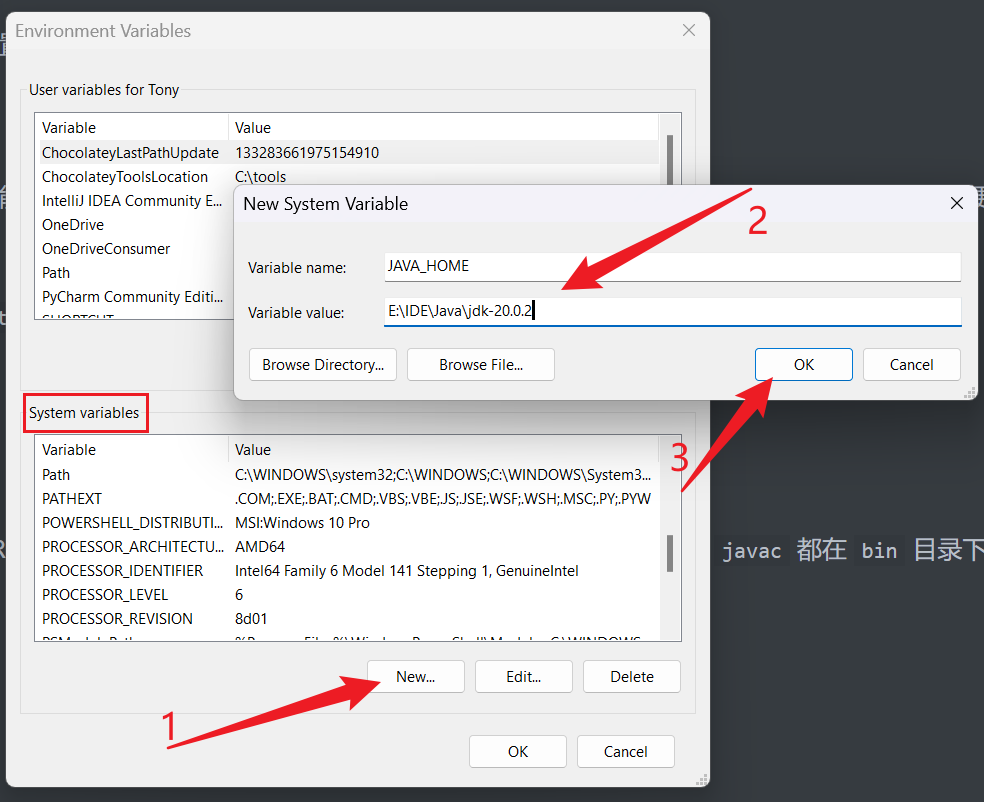 Environment Variables
User variables for Tony
Variable Value
ChocolateyLastPathUpdate 133283661975154910
ChocolateyToolsLocation C:\tools
IntelliJ IDEA Community E...
OneDrive
OneDriveConsumer
Path
PyCharm Community Editi...
New System Variable
2
Variable name: JAVA_HOME
Variable value: E:\IDE\Java\jdk-20.0.2
Browse Directory... Browse File... OK Cancel
3
System variables
Variable Value
Path C:\WINDOWS\system32;C:\WINDOWS;C:\WINDOWS\System3...
PATHEXT .COM;.EXE;.BAT;.CMD;.VBS;.VBE;.JS;.JSE;.WSF;.WSH;.MSC;.PY;.PYW
POWERSHELL_DISTRIBUTI... MSI:Windows 10 Pro
PROCESSOR_ARCHITECTU... AMD64
PROCESSOR_IDENTIFIER Intel64 Family 6 Model 141 Stepping 1, GenuineIntel
PROCESSOR_LEVEL 6
PROCESSOR_REVISION 8d01
New... Edit... Delete
1
OK Cancel
javac 都在 bin 目录下